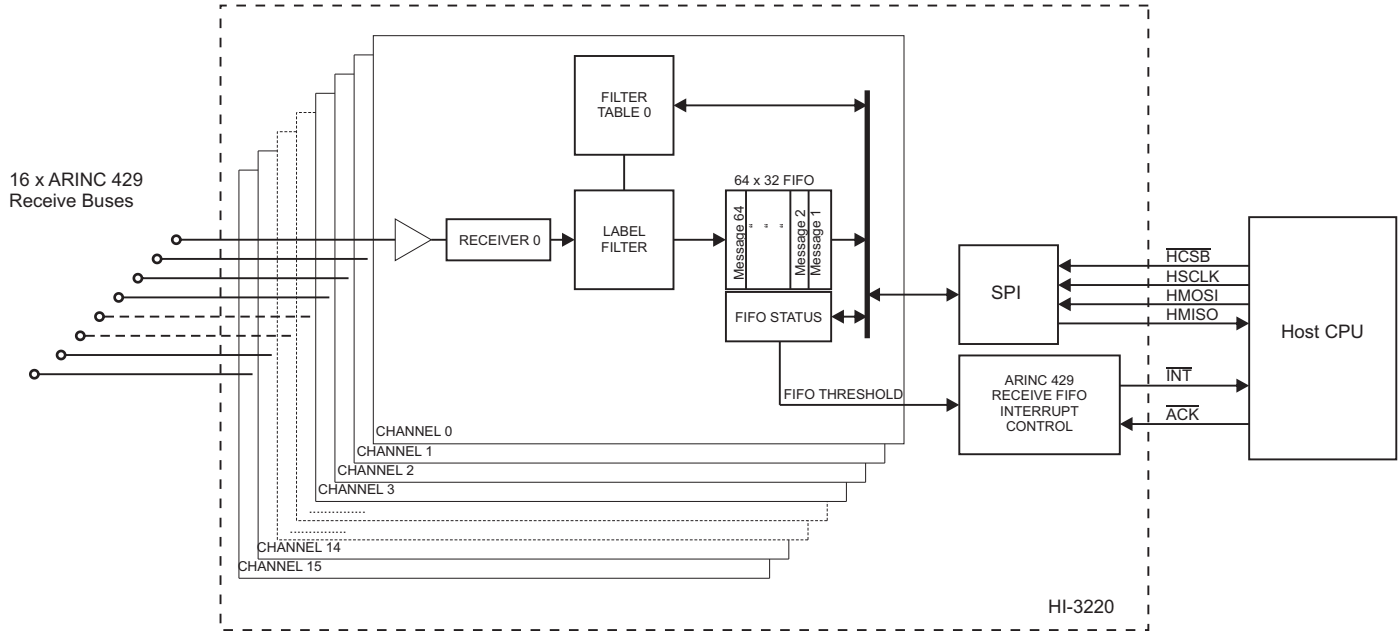 16 x ARINC 429
Receive Buses
FILTER
TABLE 0
64 x 32 FIFO
RECEIVER 0
LABEL
FILTER
Message 64
" " "
Message 2
Message 1
FIFO STATUS
FIFO THRESHOLD
SPI
HCSB
HSCLK
HMOSI
HMISO
Host CPU
ARINC 429
RECEIVE FIFO
INTERRUPT
CONTROL
INT
ACK
CHANNEL 0
CHANNEL 1
CHANNEL 2
CHANNEL 3
...............
...............
CHANNEL 14
CHANNEL 15
HI-3220